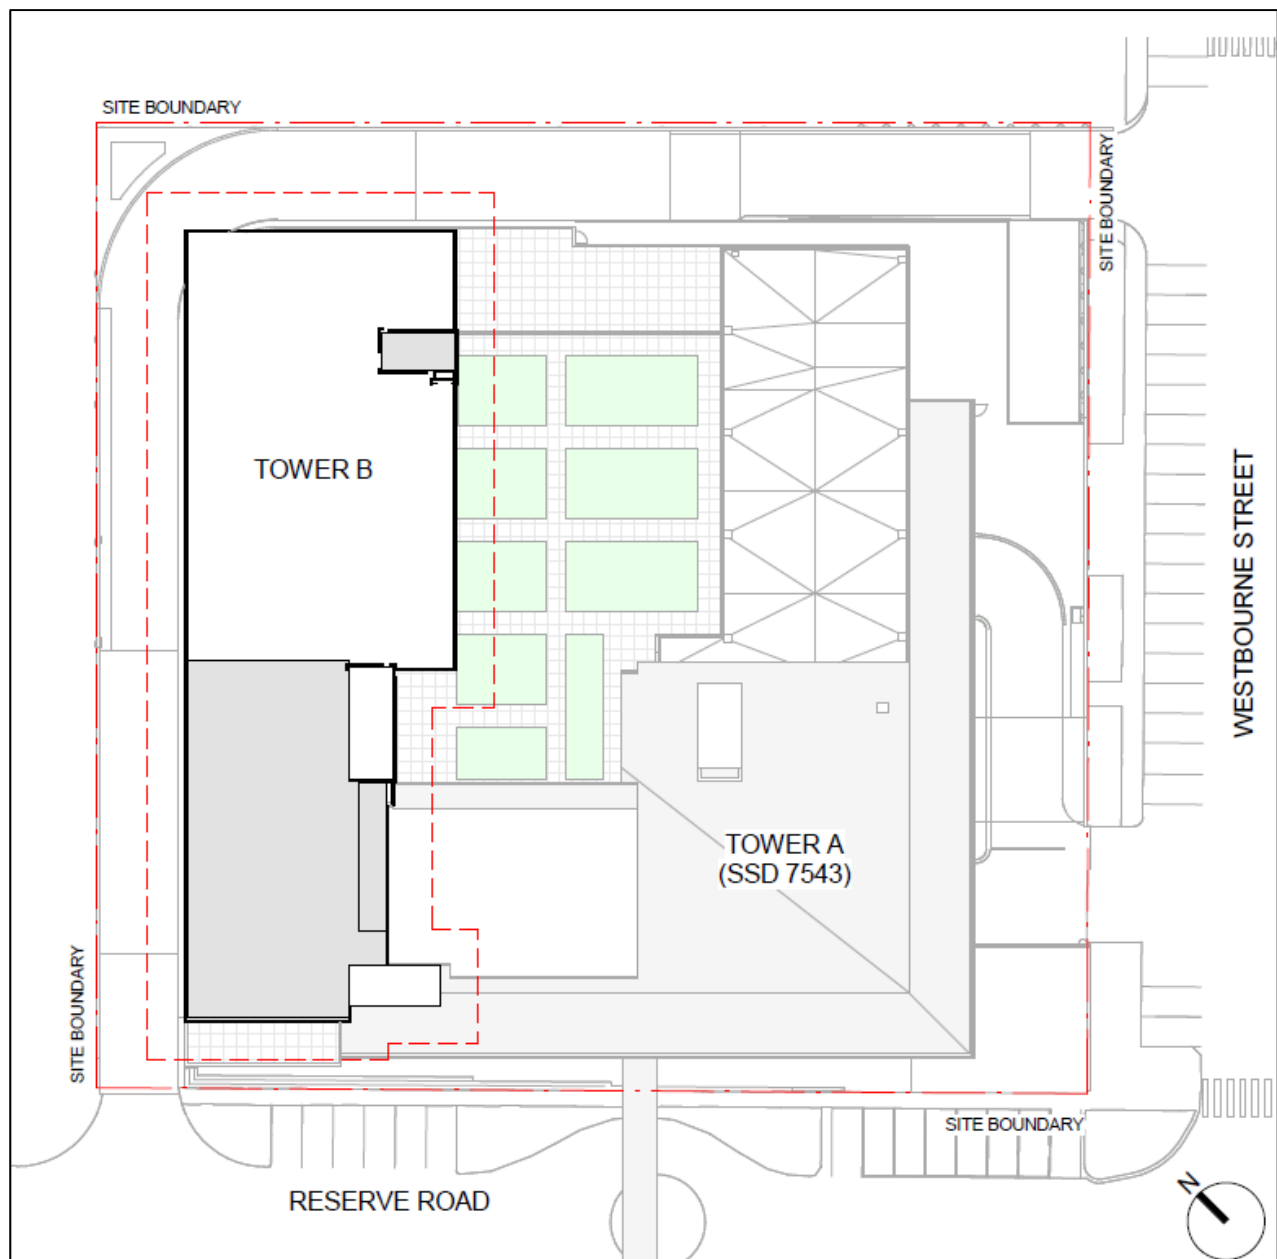 SITE BOUNDARY
SITE BOUNDARY
TOWER B
WESTBOURNE STREET
TOWER A
(SSD 7543)
SITE BOUNDARY
SITE BOUNDARY
RESERVE ROAD
N